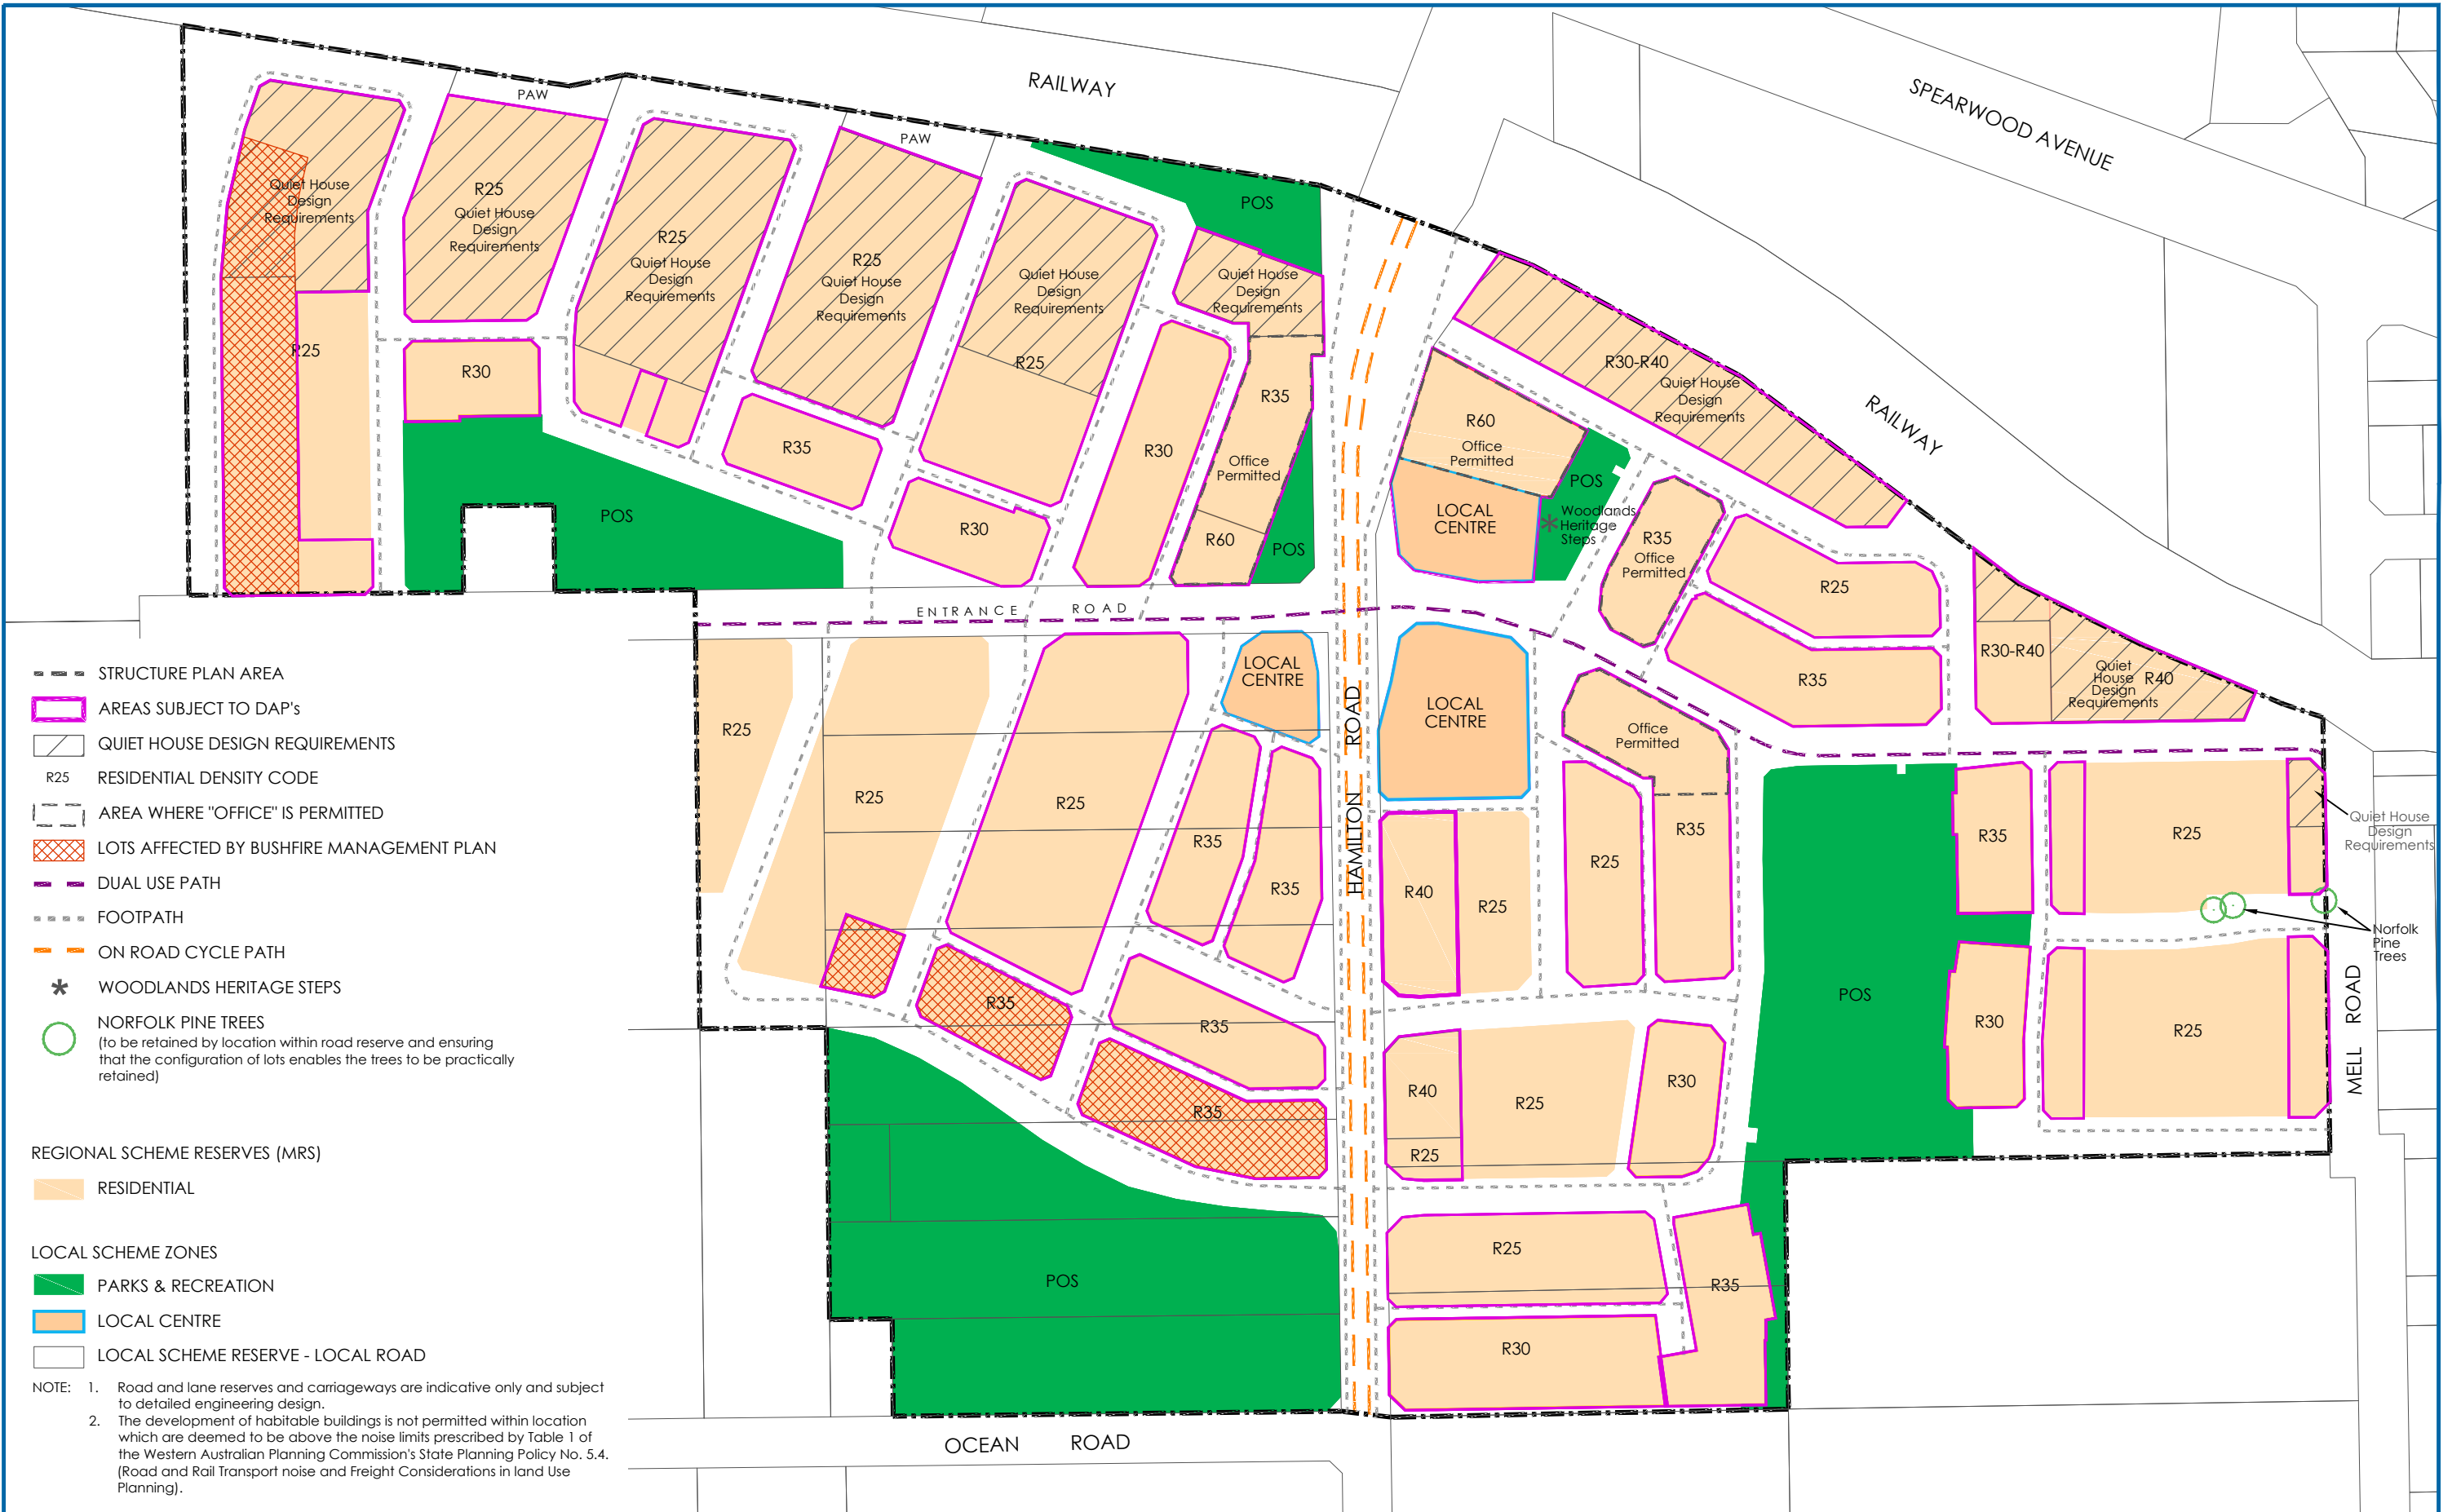 RAILWAY
SPEARWOOD AVENUE
PAW
PAW
POS
Quiet House
Design
Requirements
R25
Quiet House
Design
Requirements
R25
Quiet House
Design
Requirements
R25
Quiet House
Design
Requirements
Quiet House
Design
Requirements
Quiet House
Design
Requirements
R25
R30
R25
R35
R30-R40
Quiet House
Design
Requirements
RAILWAY
R35
R30
Office
Permitted
R60
Office
Permitted
POS
R30
R60
POS
POS
LOCAL
CENTRE
Woodlands
Heritage
Steps
R35
Office
Permitted
R25
ENTRANCE ROAD
R30-R40
Quiet
House
Design
Requirements
R40
R35
R25
LOCAL
CENTRE
LOCAL
CENTRE
HAMILTON ROAD
Office
Permitted
R25
R25
R35
R35
R40
R25
R25
R35
R35
R25
Quiet House
Design
Requirements
Norfolk
Pine
Trees
MELL ROAD
POS
R30
R25
R35
R35
R35
R40
R25
R25
R30
POS
R25
R35
R30
OCEAN ROAD
STRUCTURE PLAN AREA
AREAS SUBJECT TO DAP's
QUIET HOUSE DESIGN REQUIREMENTS
R25 RESIDENTIAL DENSITY CODE
AREA WHERE "OFFICE" IS PERMITTED
LOTS AFFECTED BY BUSHFIRE MANAGEMENT PLAN
DUAL USE PATH
FOOTPATH
ON ROAD CYCLE PATH
WOODLANDS HERITAGE STEPS
NORFOLK PINE TREES
(to be retained by location within road reserve and ensuring
that the configuration of lots enables the trees to be practically
retained)
REGIONAL SCHEME RESERVES (MRS)
RESIDENTIAL
LOCAL SCHEME ZONES
PARKS & RECREATION
LOCAL CENTRE
LOCAL SCHEME RESERVE - LOCAL ROAD
NOTE: 1. Road and lane reserves and carriageways are indicative only and subject
to detailed engineering design.
2. The development of habitable buildings is not permitted within location
which are deemed to be above the noise limits prescribed by Table 1 of
the Western Australian Planning Commission's State Planning Policy No. 5.4.
(Road and Rail Transport noise and Freight Considerations in land Use
Planning).